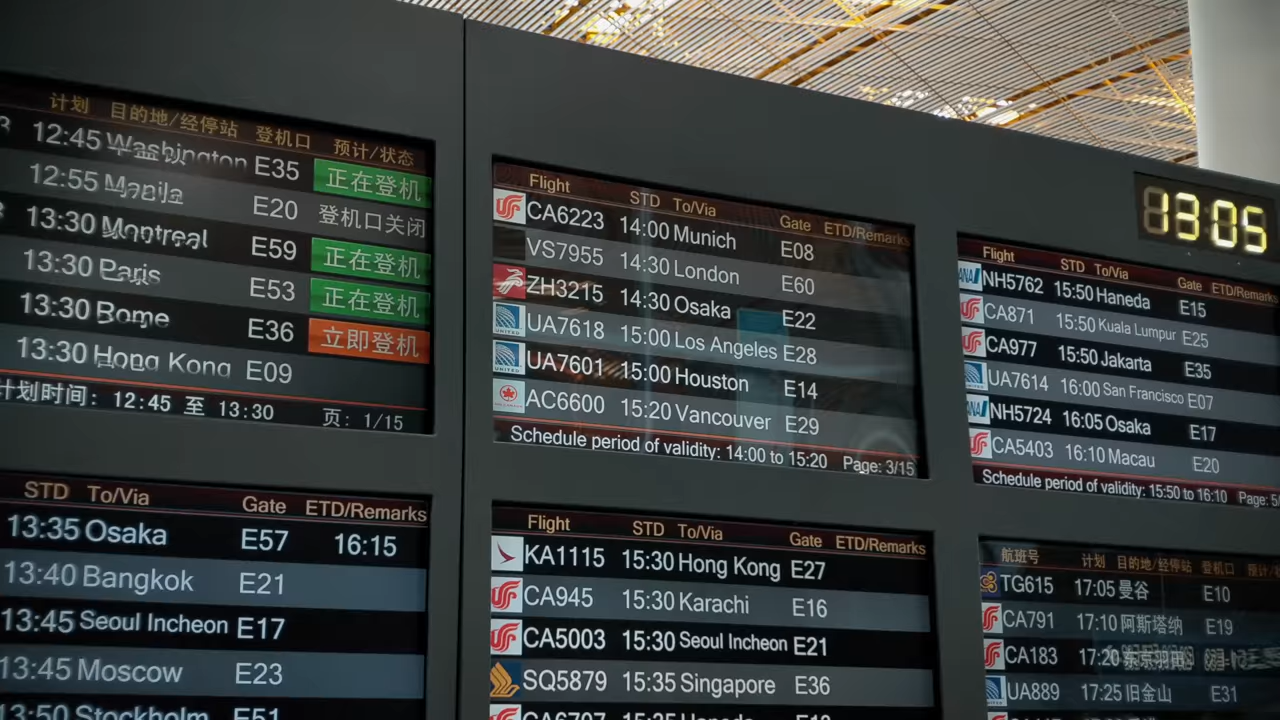 计划 目的地/经停站 登机口 预计/状态
12:45 Washington E35 正在登机
12:55 Manila E20 登机口关闭
13:30 Montreal E59 正在登机
13:30 Paris E53 正在登机
13:30 Rome E36 立即登机
13:30 Hong Kong E09
计划时间: 12:45 至 13:30 页: 1/15
STD To/Via Gate ETD/Remarks
13:35 Osaka E57 16:15
13:40 Bangkok E21
13:45 Seoul Incheon E17
13:45 Moscow E23
13:50 Stockholm E51
Flight STD To/Via Gate ETD/Remarks
CA6223 14:00 Munich E08
VS7955 14:30 London E60
ZH3215 14:30 Osaka E22
UNITED UA7618 15:00 Los Angeles E28
UNITED UA7601 15:00 Houston E14
AC6600 15:20 Vancouver E29
Schedule period of validity: 14:00 to 15:20 Page: 3/15
Flight STD To/Via Gate ETD/Remarks
KA1115 15:30 Hong Kong E27
CA945 15:30 Karachi E16
CA5003 15:30 Seoul Incheon E21
SQ5879 15:35 Singapore E36
13:05
Flight STD To/Via Gate ETD/Remarks
ANA NH5762 15:50 Haneda E15
CA871 15:50 Kuala Lumpur E25
CA977 15:50 Jakarta E35
UA7614 16:00 San Francisco E07
ANA NH5724 16:05 Osaka E17
CA5403 16:10 Macau E20
Schedule period of validity: 15:50 to 16:10 Page: 5/
航班号 计划 目的地/经停站 登机口 预计/
TG615 17:05 曼谷 E10
CA791 17:10 阿斯塔纳 E19
CA183 17:20 东京羽田
UA889 17:25 旧金山 E31